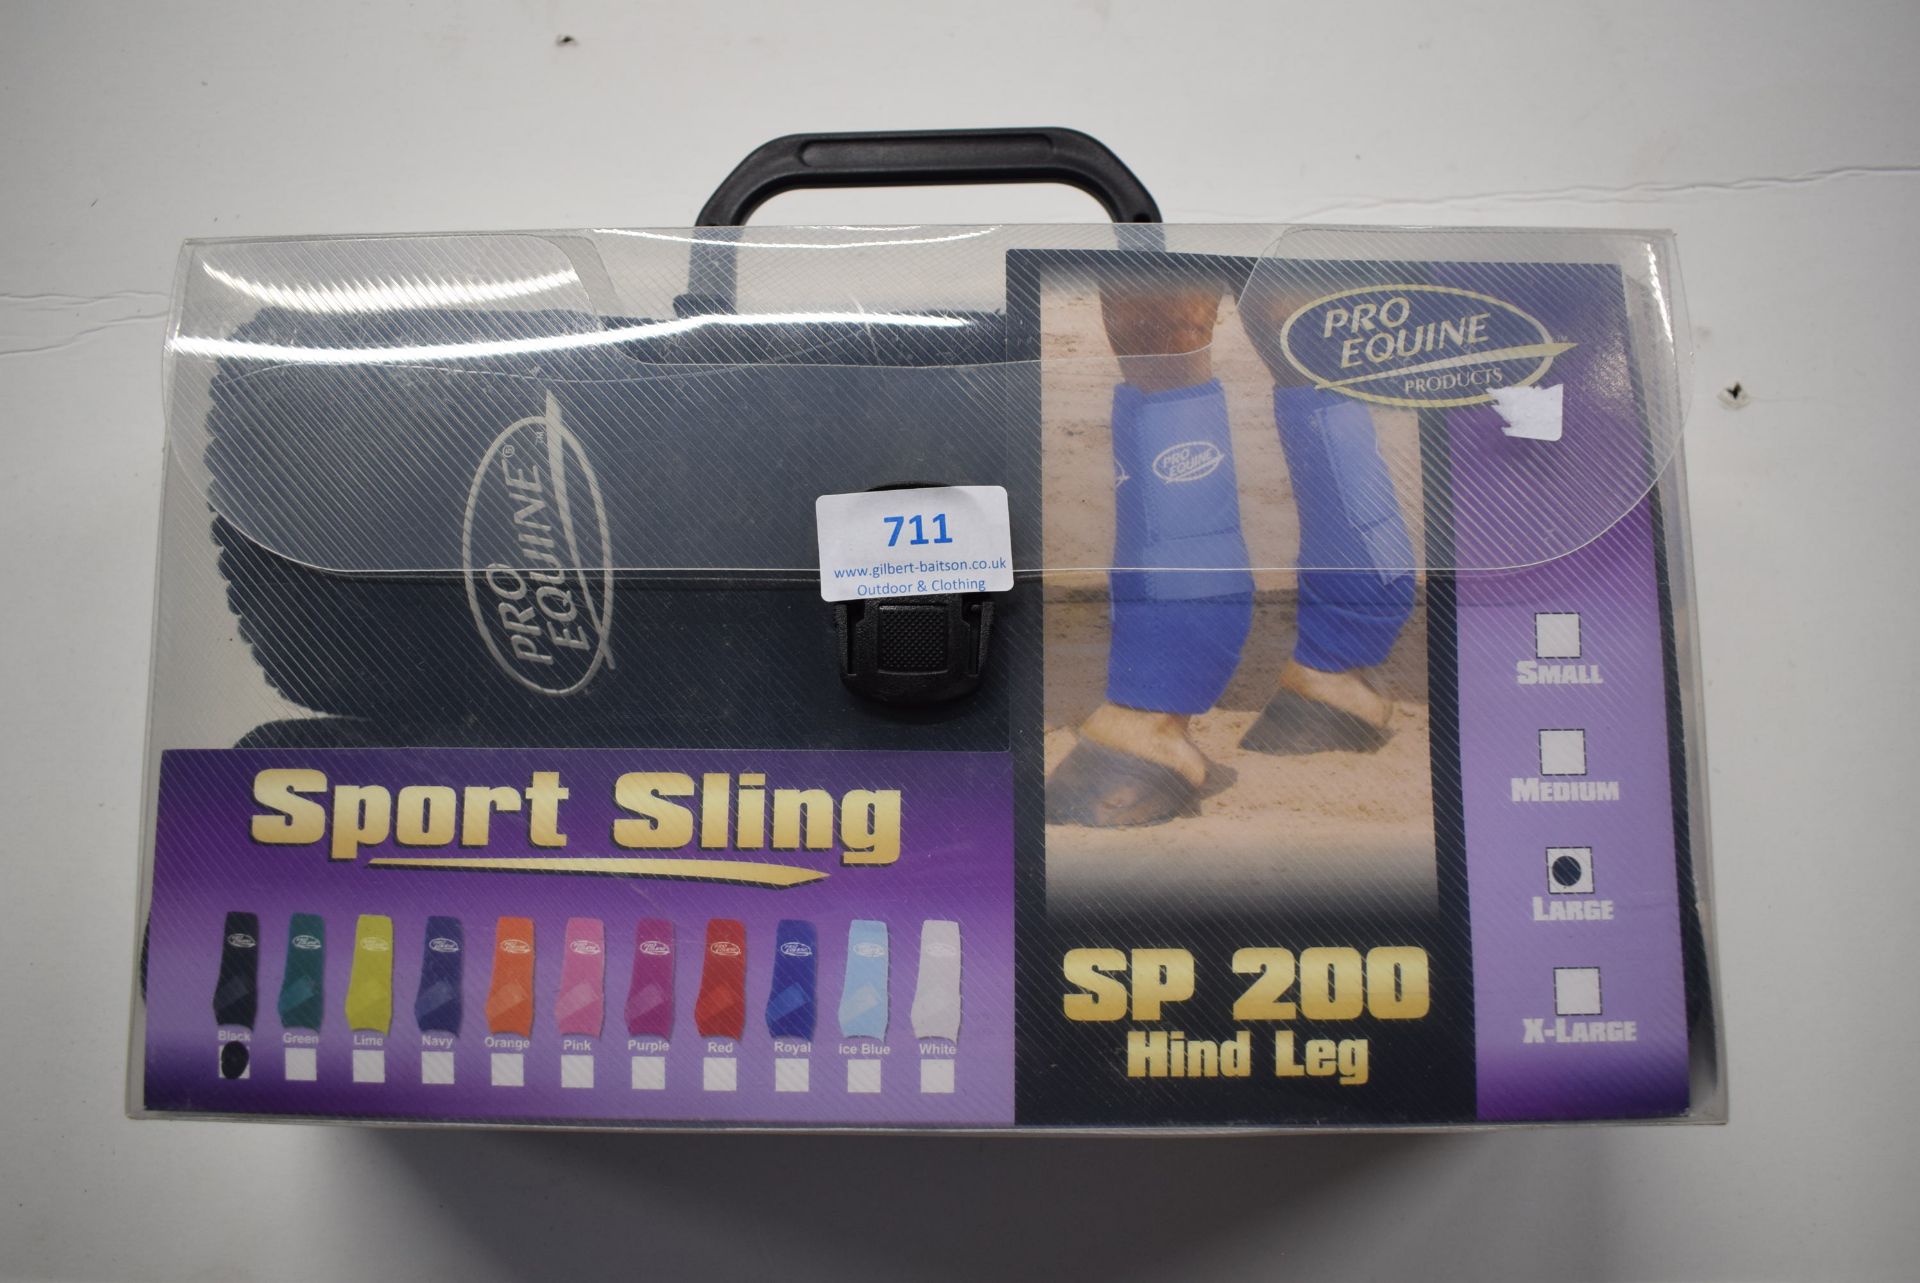 PRO
EQUINE®
TM
711
www.gilbert-baitson.co.uk
Outdoor & Clothing
PRO
EQUINE
PRODUCTS
PRO
EQUINE
SMALL
MEDIUM
LARGE
X-LARGE
Sport Sling
Black Green Lime Navy Orange Pink Purple Red Royal Ice Blue White
SP 200
Hind Leg